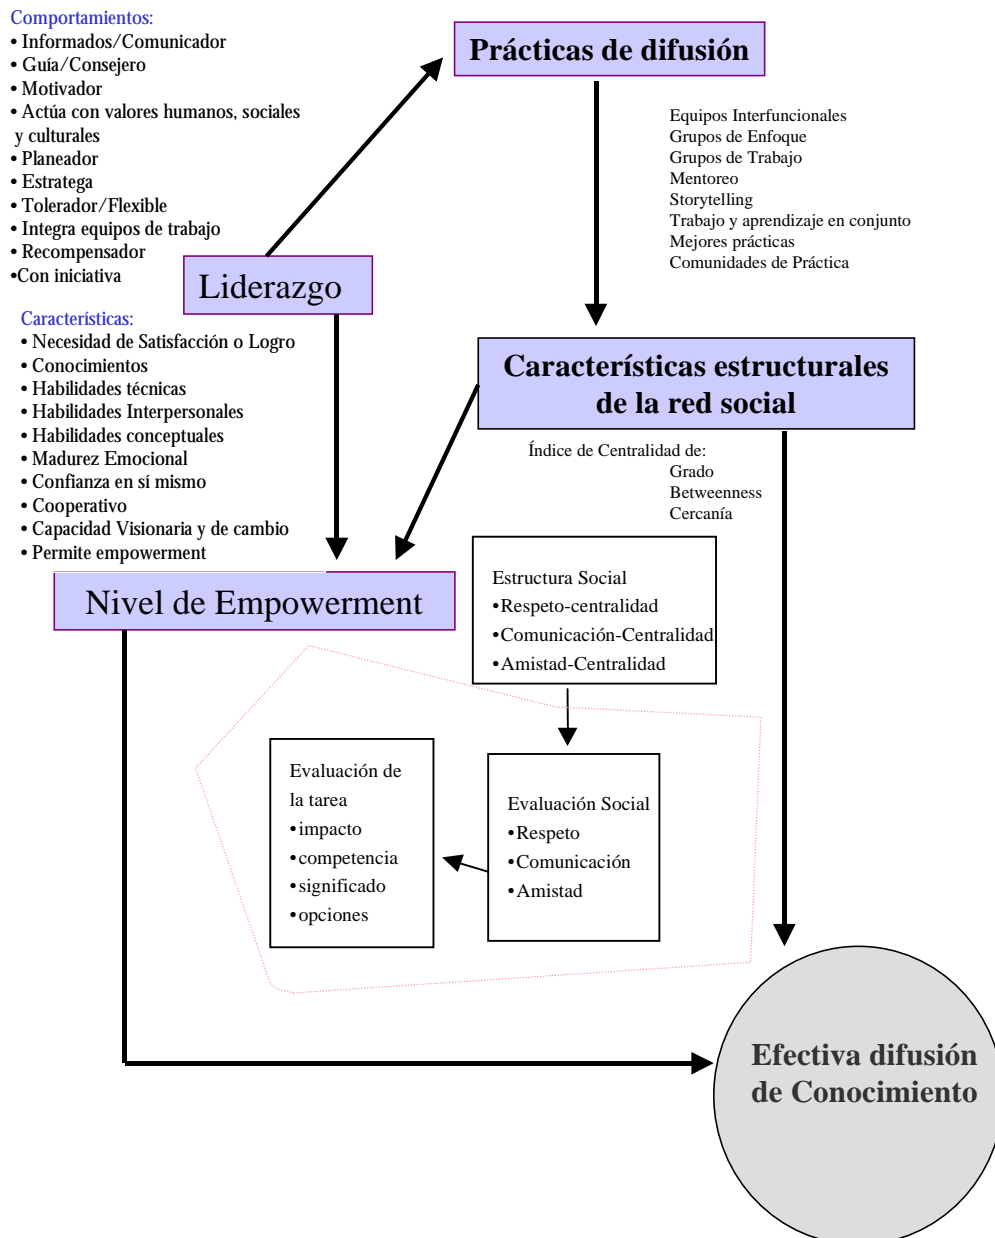 Comportamientos:
• Informados/Comunicador
• Guía/Consejero
• Motivador
• Actúa con valores humanos, sociales
y culturales
• Planeador
• Estratega
• Tolerador/Flexible
• Integra equipos de trabajo
• Recompensador
•Con iniciativa
Prácticas de difusión
Equipos Interfuncionales
Grupos de Enfoque
Grupos de Trabajo
Mentoreo
Storytelling
Trabajo y aprendizaje en conjunto
Mejores prácticas
Comunidades de Práctica
Liderazgo
Características:
• Necesidad de Satisfacción o Logro
• Conocimientos
• Habilidades técnicas
• Habilidades Interpersonales
• Habilidades conceptuales
• Madurez Emocional
• Confianza en sí mismo
• Cooperativo
• Capacidad Visionaria y de cambio
• Permite empowerment
Características estructurales
de la red social
Índice de Centralidad de:
Grado
Betweenness
Cercanía
Nivel de Empowerment
Estructura Social
•Respeto-centralidad
•Comunicación-Centralidad
•Amistad-Centralidad
Evaluación de
la tarea
•impacto
•competencia
•significado
•opciones
Evaluación Social
•Respeto
•Comunicación
•Amistad
Efectiva difusión
de Conocimiento